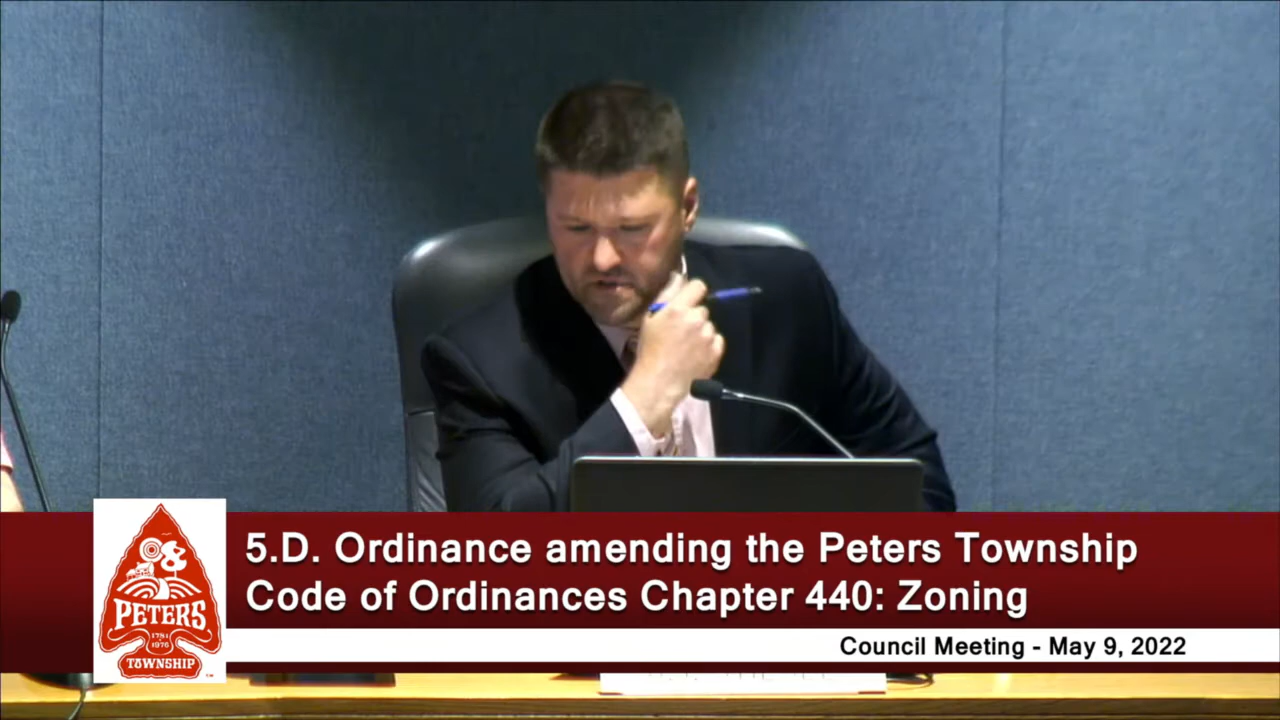 5.D. Ordinance amending the Peters Township
Code of Ordinances Chapter 440: Zoning
Council Meeting - May 9, 2022
PETERS
1781
1976
TOWNSHIP